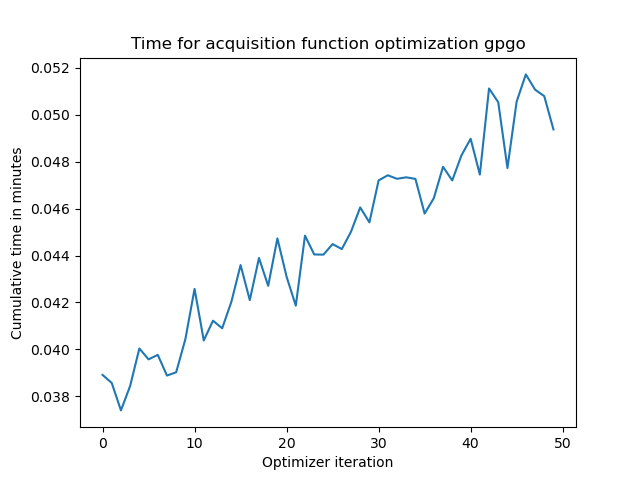 Time for acquisition function optimization gpgo
0.052
0.050
0.048
0.046
0.044
0.042
0.040
0.038
Cumulative time in minutes
0 10 20 30 40 50
Optimizer iteration